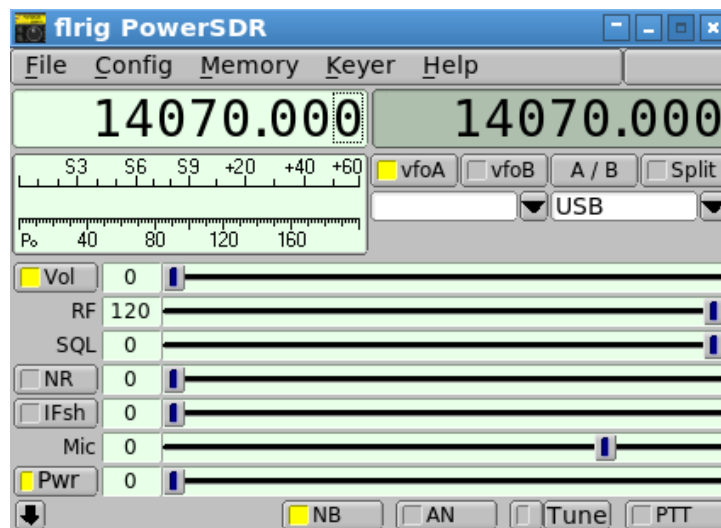 flrig PowerSDR
File Config Memory Keyer Help
14070.000 14070.000
S3 S6 S9 +20 +40 +60
vfoA vfoB A / B Split
USB
Po 40 80 120 160
Vol 0
RF 120
SQL 0
NR 0
IFsh 0
Mic 0
Pwr 0
NB AN Tune PTT